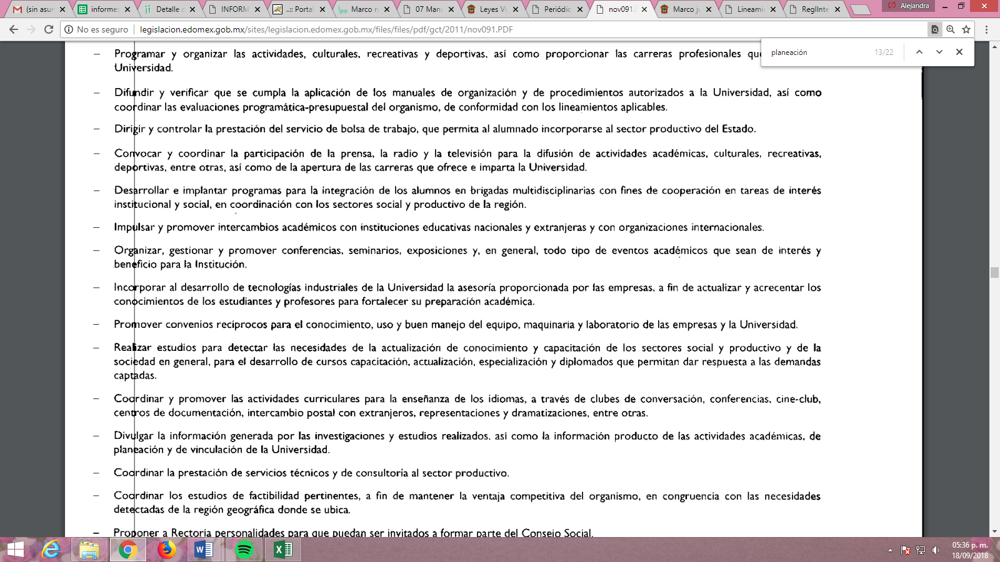 (sin asun
informes
Detalle d
INFORM
..:: Portal
Marco n
07 Manu
Leyes Vi
Periódic
nov091.
Marco ju
Lineami
ReglInte
Alejandra
No es seguro
legislacion.edomex.gob.mx/sites/legislacion.edomex.gob.mx/files/files/pdf/gct/2011/nov091.PDF
planeación 13/22
– Programar y organizar las actividades, culturales, recreativas y deportivas, así como proporcionar las carreras profesionales
Universidad.
– Difundir y verificar que se cumpla la aplicación de los manuales de organización y de procedimientos autorizados a la Universidad, así como
coordinar las evaluaciones programática-presupuestal del organismo, de conformidad con los lineamientos aplicables.
– Dirigir y controlar la prestación del servicio de bolsa de trabajo, que permita al alumnado incorporarse al sector productivo del Estado.
– Convocar y coordinar la participación de la prensa, la radio y la televisión para la difusión de actividades académicas, culturales, recreativas,
deportivas, entre otras, así como de la apertura de las carreras que ofrece e imparta la Universidad.
– Desarrollar e implantar programas para la integración de los alumnos en brigadas multidisciplinarias con fines de cooperación en tareas de interés
institucional y social, en coordinación con los sectores social y productivo de la región.
– Impulsar y promover intercambios académicos con instituciones educativas nacionales y extranjeras y con organizaciones internacionales.
– Organizar, gestionar y promover conferencias, seminarios, exposiciones y, en general, todo tipo de eventos académicos que sean de interés y
beneficio para la Institución.
– Incorporar al desarrollo de tecnologías industriales de la Universidad la asesoría proporcionada por las empresas, a fin de actualizar y acrecentar los
conocimientos de los estudiantes y profesores para fortalecer su preparación académica.
– Promover convenios recíprocos para el conocimiento, uso y buen manejo del equipo, maquinaria y laboratorio de las empresas y la Universidad.
– Realizar estudios para detectar las necesidades de la actualización de conocimiento y capacitación de los sectores social y productivo y de la
sociedad en general, para el desarrollo de cursos capacitación, actualización, especialización y diplomados que permitan dar respuesta a las demandas
captadas.
– Coordinar y promover las actividades curriculares para la enseñanza de los idiomas, a través de clubes de conversación, conferencias, cine-club,
centros de documentación, intercambio postal con extranjeros, representaciones y dramatizaciones, entre otras.
– Divulgar la información generada por las investigaciones y estudios realizados, así como la información producto de las actividades académicas, de
planeación y de vinculación de la Universidad.
– Coordinar la prestación de servicios técnicos y de consultoría al sector productivo.
– Coordinar los estudios de factibilidad pertinentes, a fin de mantener la ventaja competitiva del organismo, en congruencia con las necesidades
detectadas de la región geográfica donde se ubica.
– Proponer a Rectoría personalidades para que puedan ser invitados a formar parte del Consejo Social.
05:36 p. m.
18/09/2018